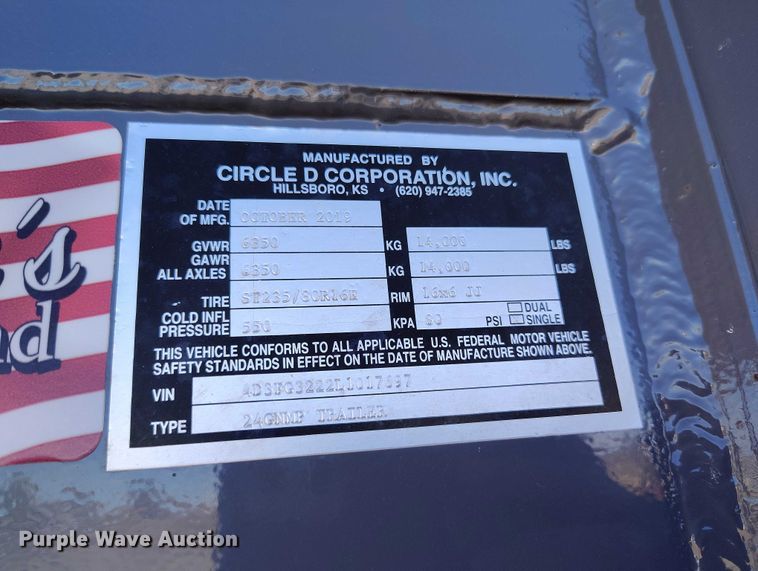 's
nd
MANUFACTURED BY
CIRCLE D CORPORATION, INC.
HILLSBORO, KS • (620) 947-2385
DATE OF MFG. OCTOBER 2019
GVWR 6350 KG 14,000 LBS
GAWR ALL AXLES 6350 KG 14,000 LBS
TIRE ST235/80R16E RIM 16x6 JJ
COLD INFL PRESSURE 550 KPA 80 PSI DUAL SINGLE
THIS VEHICLE CONFORMS TO ALL APPLICABLE U.S. FEDERAL MOTOR VEHICLE
SAFETY STANDARDS IN EFFECT ON THE DATE OF MANUFACTURE SHOWN ABOVE.
VIN
TYPE TRAILER
Purple Wave Auction